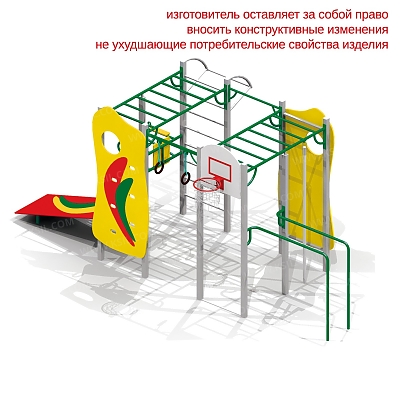 изготовитель оставляет за собой право
вносить конструктивные изменения
не ухудшающие потребительские свойства изделия